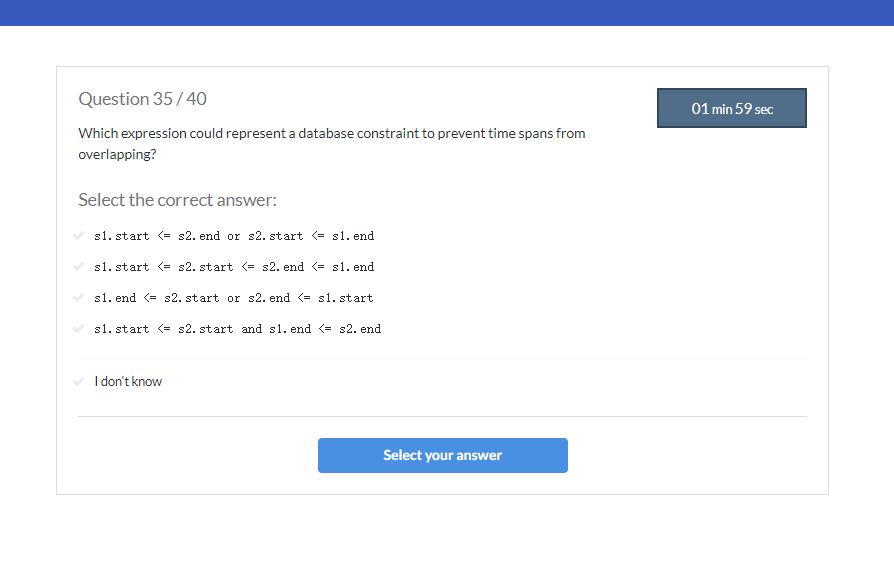 Question 35 / 40
01 min 59 sec
Which expression could represent a database constraint to prevent time spans from
overlapping?
Select the correct answer:
s1.start <= s2.end or s2.start <= s1.end
s1.start <= s2.start <= s2.end <= s1.end
s1.end <= s2.start or s2.end <= s1.start
s1.start <= s2.start and s1.end <= s2.end
I don't know
Select your answer